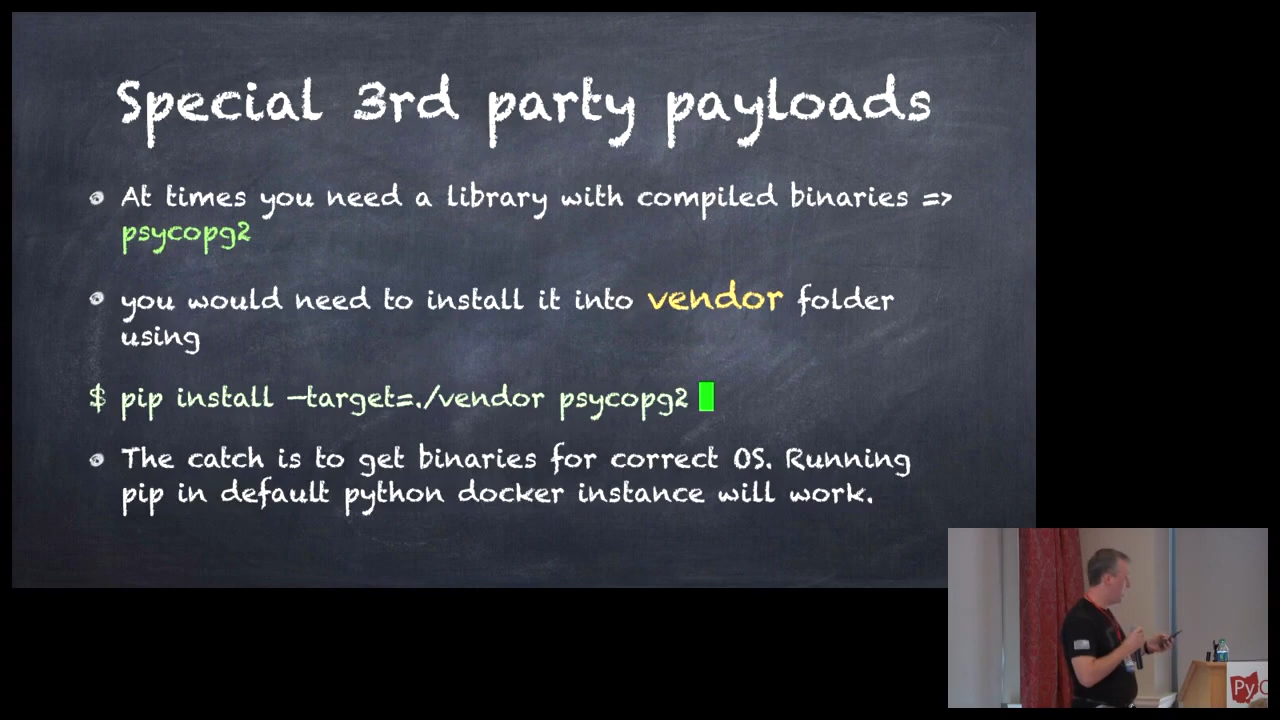 Special 3rd party payloads
At times you need a library with compiled binaries =>
psycopg2
you would need to install it into vendor folder
using
$ pip install —target=./vendor psycopg2
The catch is to get binaries for correct OS. Running
pip in default python docker instance will work.
Py